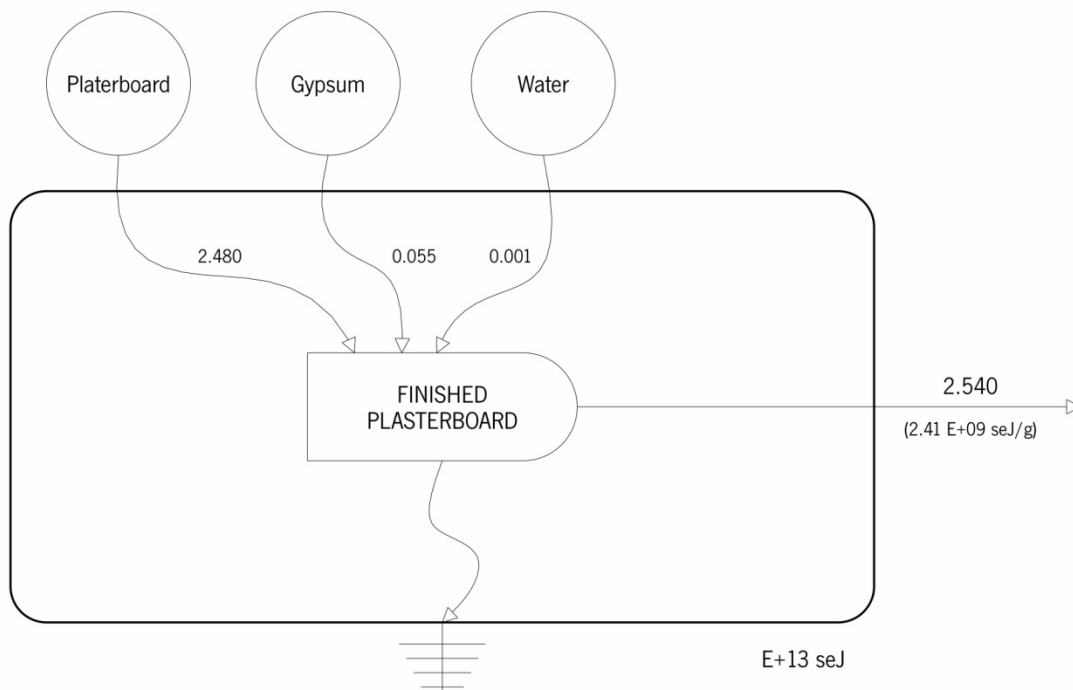 Platerboard
Gypsum
Water
2.480
0.055
0.001
FINISHED
PLASTERBOARD
2.540
(2.41 E+09 seJ/g)
E+13 seJ